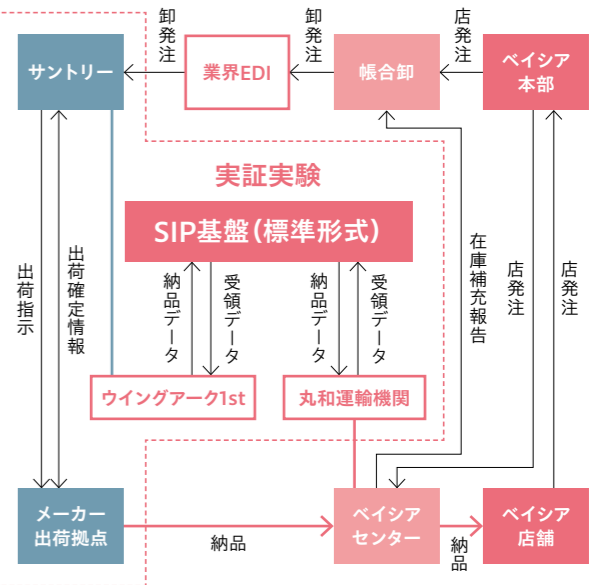 卸発注
卸発注
店発注
サントリー
業界EDI
帳合卸
ベイシア
本部
実証実験
SIP基盤（標準形式）
出荷指示
出荷確定情報
納品データ
受領データ
納品データ
受領データ
在庫補充報告
店発注
店発注
ウイングアーク1st
丸和運輸機関
メーカー
出荷拠点
納品
ベイシア
センター
納品
ベイシア
店舗